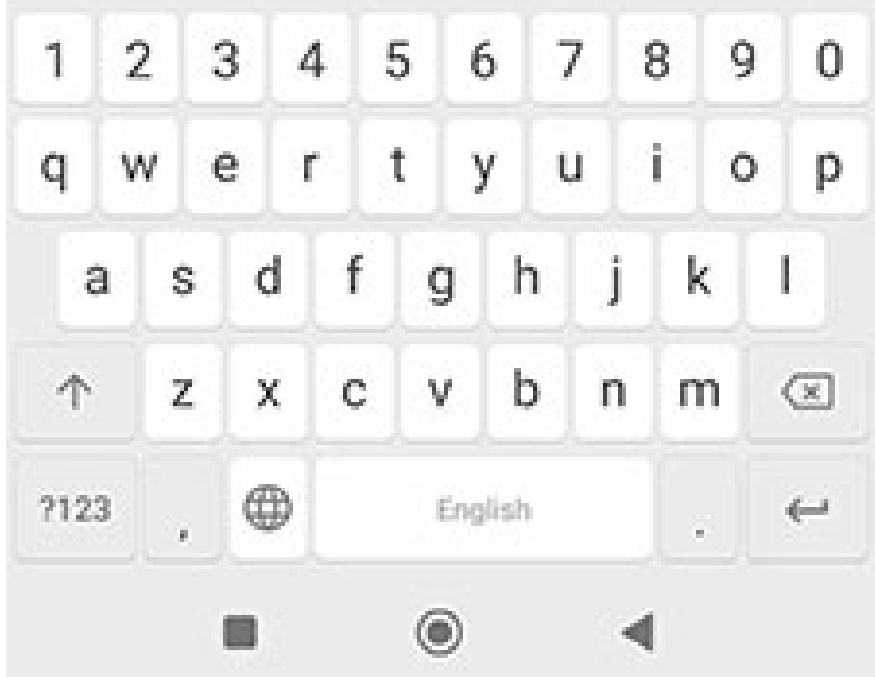 1 2 3 4 5 6 7 8 9 0
q w e r t y u i o p
a s d f g h j k l
z x c v b n m
?123 , English .